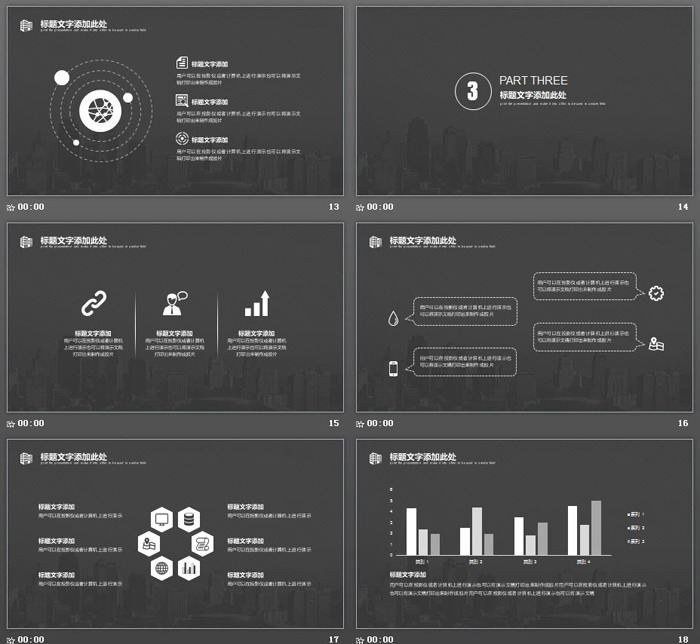 标题文字添加此处
标题文字添加
用户可以在投影仪或者计算机上进行演示也可以将演示文
稿打印出来制作成胶片
标题文字添加
用户可以在投影仪或者计算机上进行演示也可以将演示文
稿打印出来制作成胶片
标题文字添加
用户可以在投影仪或者计算机上进行演示也可以将演示文
稿打印出来制作成胶片
00:00
13
3
PART THREE
标题文字添加此处
00:00
14
标题文字添加此处
标题文字添加
用户可以在投影仪或者计算机
上进行演示也可以将演示文稿
打印出来制作成胶片
标题文字添加
用户可以在投影仪或者计算机
上进行演示也可以将演示文稿
打印出来制作成胶片
标题文字添加
用户可以在投影仪或者计算机
上进行演示也可以将演示文稿
打印出来制作成胶片
00:00
15
标题文字添加此处
用户可以在投影仪或者计算机上进行演示也
可以将演示文稿打印出来制作成胶片
用户可以在投影仪或者计算机上进行演示也
可以将演示文稿打印出来制作成胶片
用户可以在投影仪或者计算机上进行演示也
可以将演示文稿打印出来制作成胶片
用户可以在投影仪或者计算机上进行演示也
可以将演示文稿打印出来制作成胶片
00:00
16
标题文字添加此处
标题文字添加
用户可以在投影仪或者计算机上进行演示
标题文字添加
用户可以在投影仪或者计算机上进行演示
标题文字添加
用户可以在投影仪或者计算机上进行演示
标题文字添加
用户可以在投影仪或者计算机上进行演示
标题文字添加
用户可以在投影仪或者计算机上进行演示
标题文字添加
用户可以在投影仪或者计算机上进行演示
00:00
17
标题文字添加此处
6
5
4
3
2
1
0
类别 1
类别 2
类别 3
类别 4
系列 1
系列 2
系列 3
标题文字添加
用户可以在投影仪或者计算机上进行演示也可以将演示文稿打印出来制作成胶片用户可以在投影仪或者计算机上进行演示
也可以将演示文稿打印出来制作成胶片用户可以在投影仪或者计算机上进行演示也可以将演示文稿
00:00
18